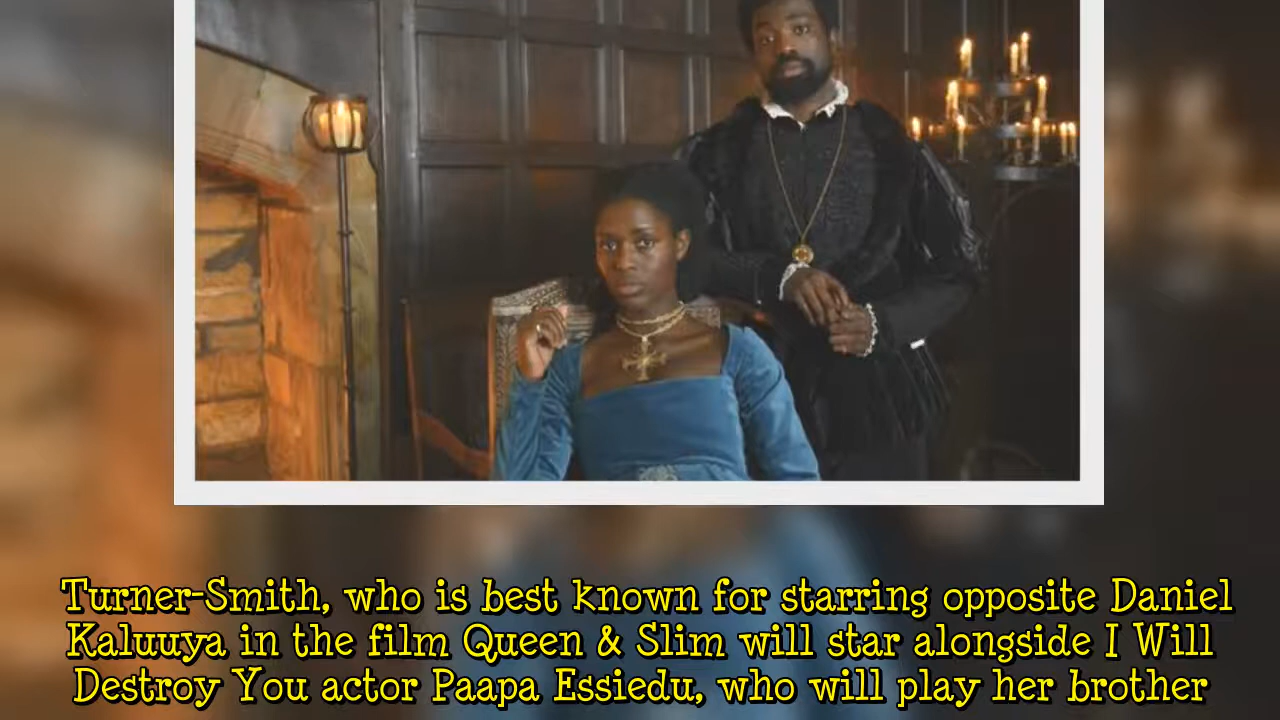 Turner-Smith, who is best known for starring opposite Daniel
Kaluuya in the film Queen & Slim will star alongside I Will
Destroy You actor Paapa Essiedu, who will play her brother